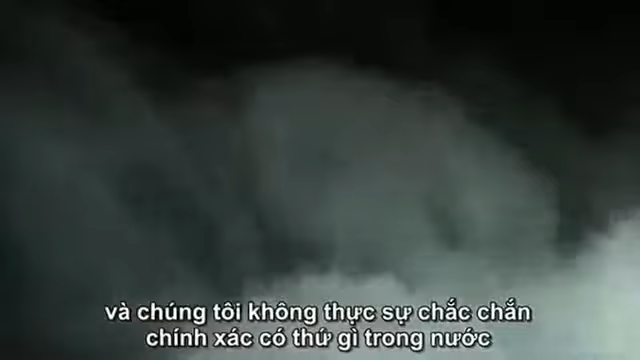 và chúng tôi không thực sự chắc chắn
chính xác có thứ gì trong nước